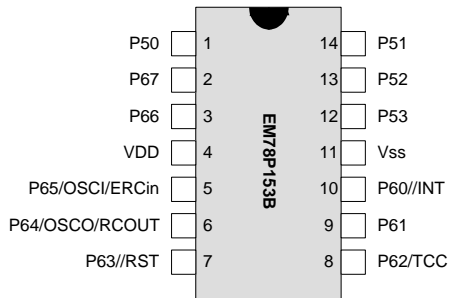 P50 1 14 P51
P67 2 13 P52
P66 3 12 P53
VDD 4 11 Vss
P65/OSCI/ERCin 5 10 P60//INT
P64/OSCO/RCOUT 6 9 P61
P63//RST 7 8 P62/TCC
EM78P153B